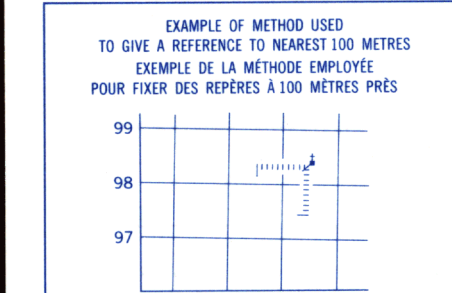 EXAMPLE OF METHOD USED
TO GIVE A REFERENCE TO NEAREST 100 METRES
EXEMPLE DE LA MÉTHODE EMPLOYÉE
POUR FIXER DES REPÈRES À 100 MÈTRES PRÈS
99
98
97